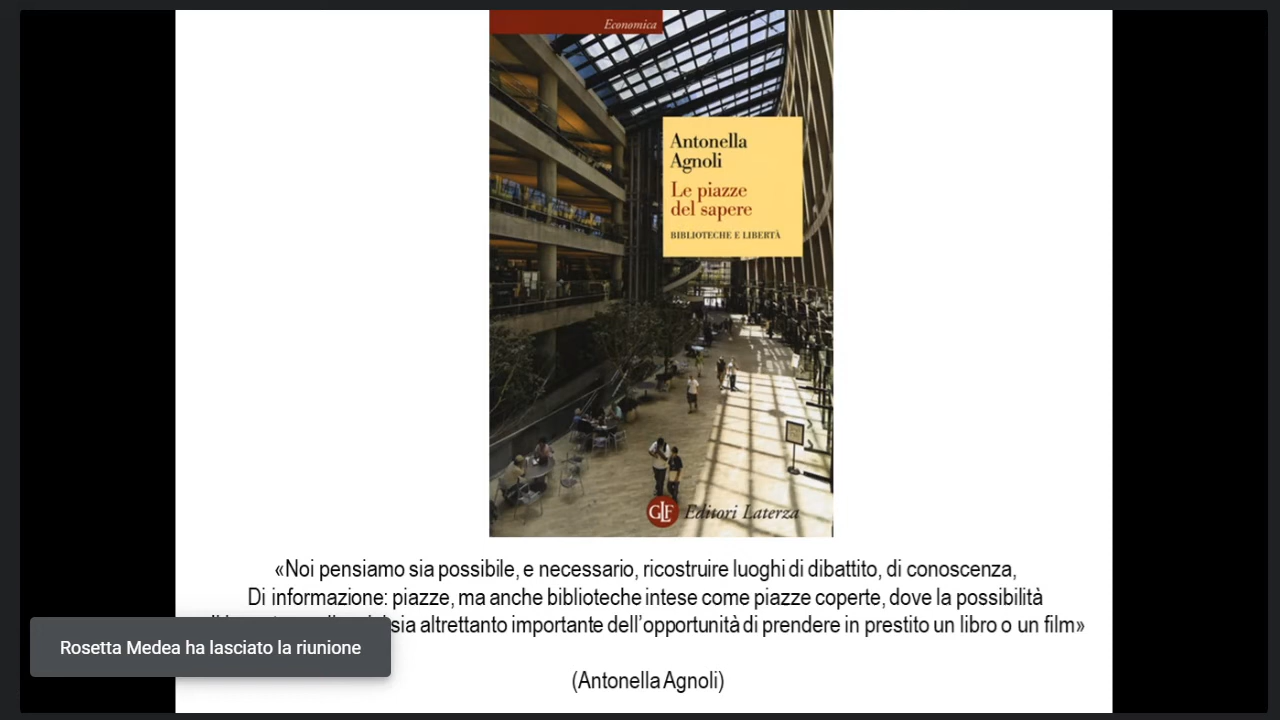 Economica
Antonella
Agnoli
Le piazze
del sapere
BIBLIOTECHE E LIBERTÀ
GLF Editori Laterza
«Noi pensiamo sia possibile, e necessario, ricostruire luoghi di dibattito, di conoscenza,
Di informazione: piazze, ma anche biblioteche intese come piazze coperte, dove la possibilità
sia altrettanto importante dell’opportunità di prendere in prestito un libro o un film»
Rosetta Medea ha lasciato la riunione
(Antonella Agnoli)